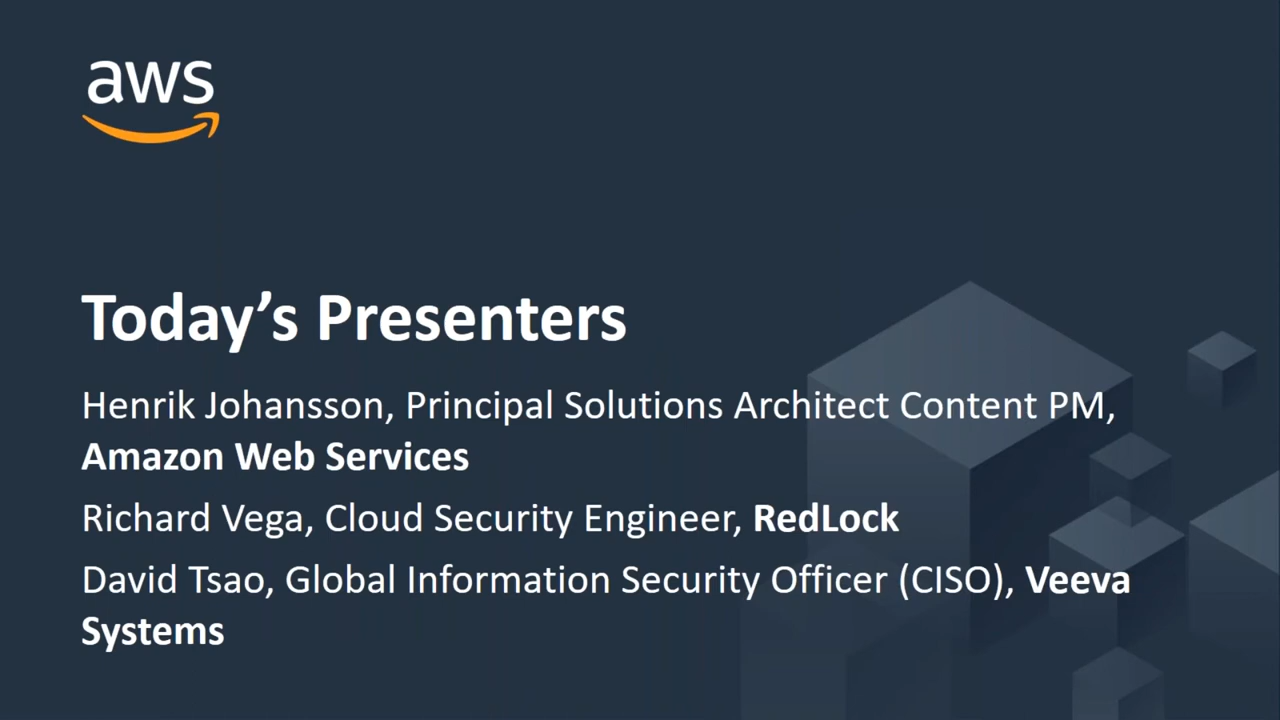 aws
Today’s Presenters
Henrik Johansson, Principal Solutions Architect Content PM,
Amazon Web Services
Richard Vega, Cloud Security Engineer, RedLock
David Tsao, Global Information Security Officer (CISO), Veeva
Systems